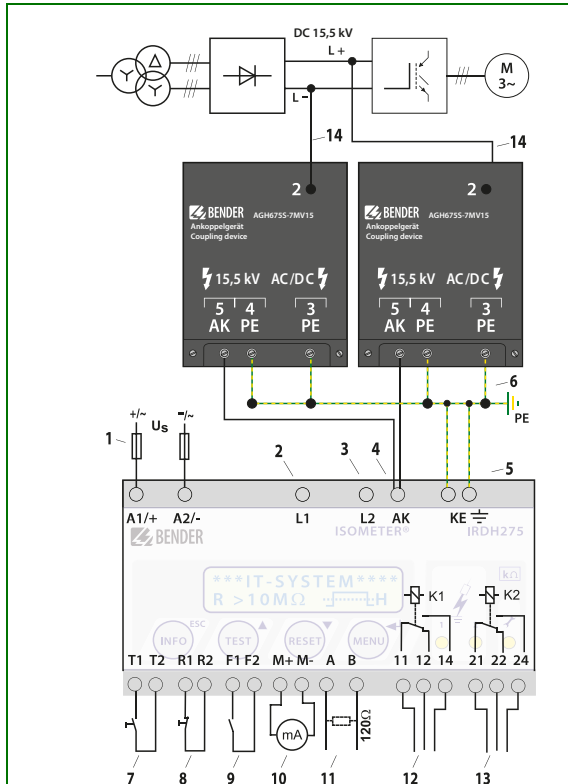 DC 15,5 kV
L +
L −
M
3~
14
14
2
BENDER
AGH675S-7MV15
Ankoppelgerät
Coupling device
15,5 kV AC/DC
5 4 3
AK PE PE
2
BENDER
AGH675S-7MV15
Ankoppelgerät
Coupling device
15,5 kV AC/DC
5 4 3
AK PE PE
6
PE
+/~
Us
=/~
1
2
3
4
5
A1/+ A2/- L1 L2 AK KE
BENDER
ISOMETER® IRDH275
kΩ
***IT-SYSTEM****
R >10MΩ H
K1
K2
ESC
INFO
TEST
RESET
MENU
1
11 12 14 21 22 24
T1 T2 R1 R2 F1 F2 M+ M- A B
mA
120Ω
7 8 9 10 11 12 13